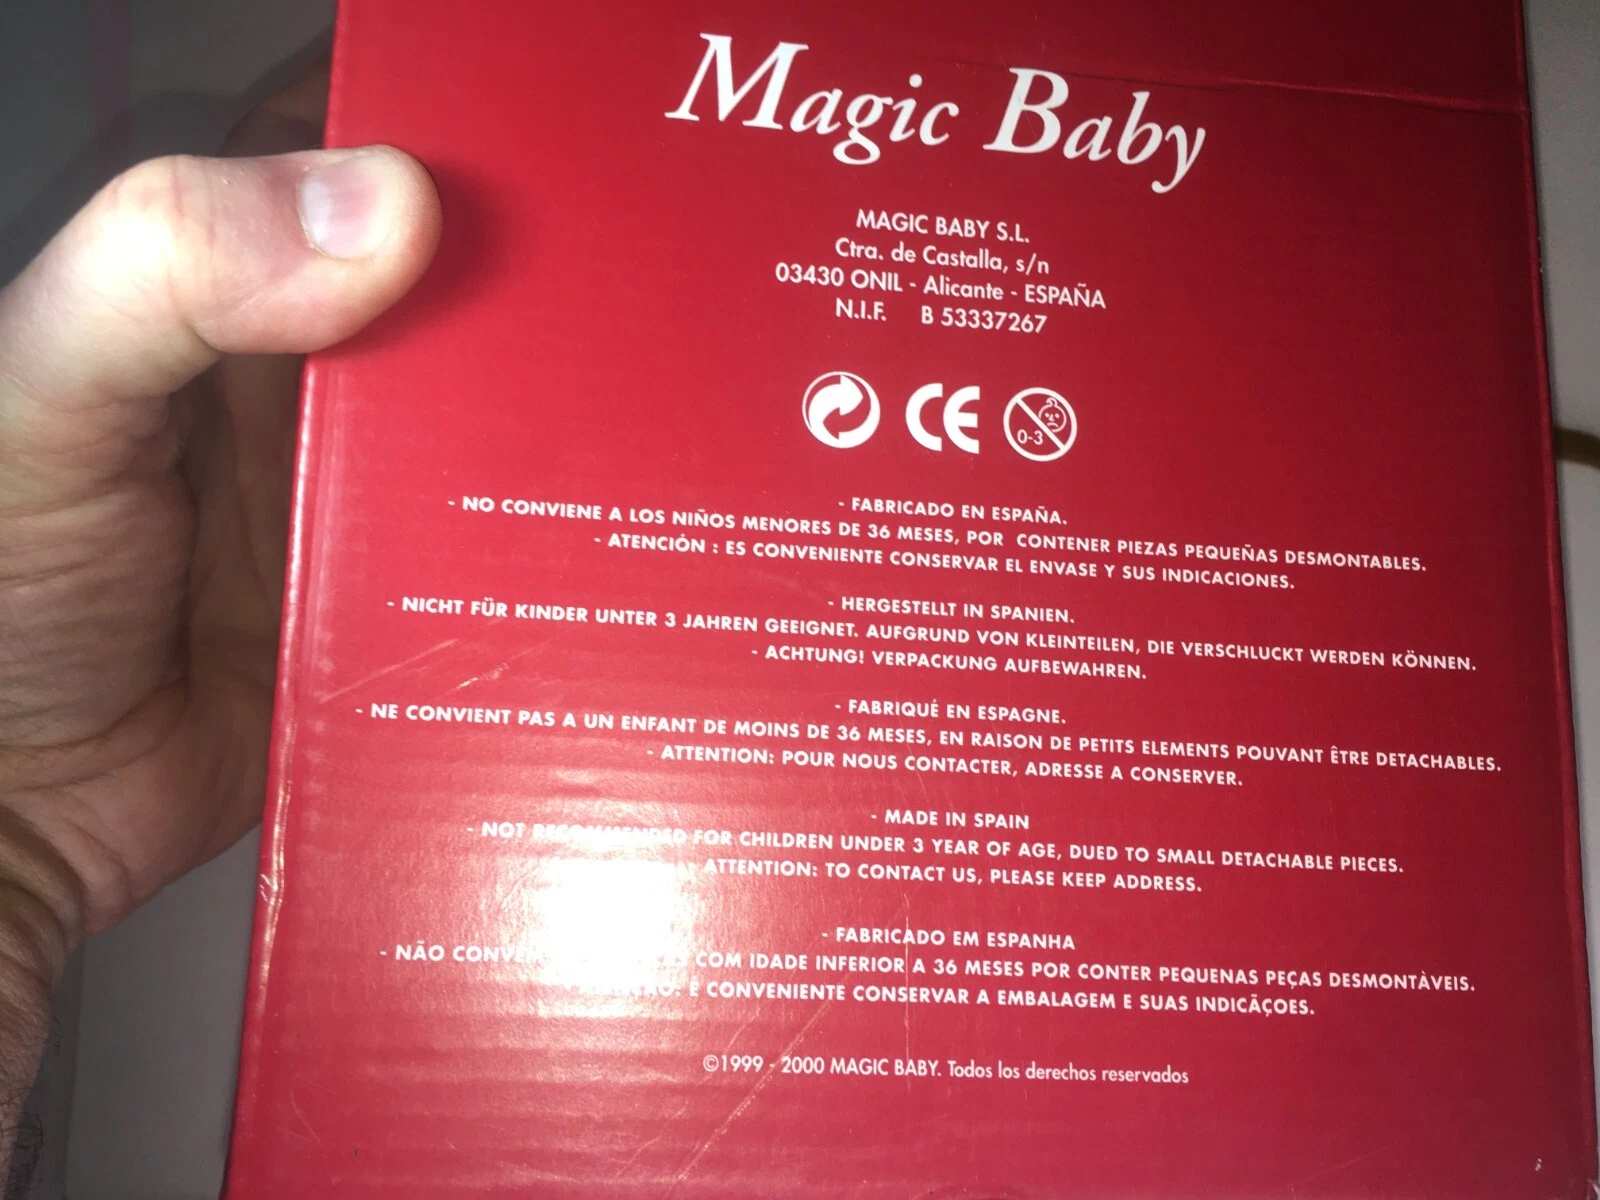 Magic Baby
MAGIC BABY S.L.
Ctra. de Castalla, s/n
03430 ONIL - Alicante - ESPAÑA
N.I.F. B 53337267
CE
0-3
- FABRICADO EN ESPAÑA.
- NO CONVIENE A LOS NIÑOS MENORES DE 36 MESES, POR CONTENER PIEZAS PEQUEÑAS DESMONTABLES.
- ATENCIÓN : ES CONVENIENTE CONSERVAR EL ENVASE Y SUS INDICACIONES.
- HERGESTELLT IN SPANIEN.
- NICHT FÜR KINDER UNTER 3 JAHREN GEEIGNET. AUFGRUND VON KLEINTEILEN, DIE VERSCHLUCKT WERDEN KÖNNEN.
- ACHTUNG! VERPACKUNG AUFBEWAHREN.
- FABRIQUÉ EN ESPAGNE.
- NE CONVIENT PAS A UN ENFANT DE MOINS DE 36 MESES, EN RAISON DE PETITS ELEMENTS POUVANT ÊTRE DETACHABLES.
- ATTENTION: POUR NOUS CONTACTER, ADRESSE A CONSERVER.
- MADE IN SPAIN
- NOT RECOMMENDED FOR CHILDREN UNDER 3 YEAR OF AGE, DUED TO SMALL DETACHABLE PIECES.
- ATTENTION: TO CONTACT US, PLEASE KEEP ADDRESS.
- FABRICADO EM ESPANHA
- NÃO COM IDADE INFERIOR A 36 MESES POR CONTER PEQUENAS PEÇAS DESMONTÀVEIS.
É CONVENIENTE CONSERVAR A EMBALAGEM E SUAS INDICÃÇOES.
©1999 - 2000 MAGIC BABY. Todos los derechos reservados